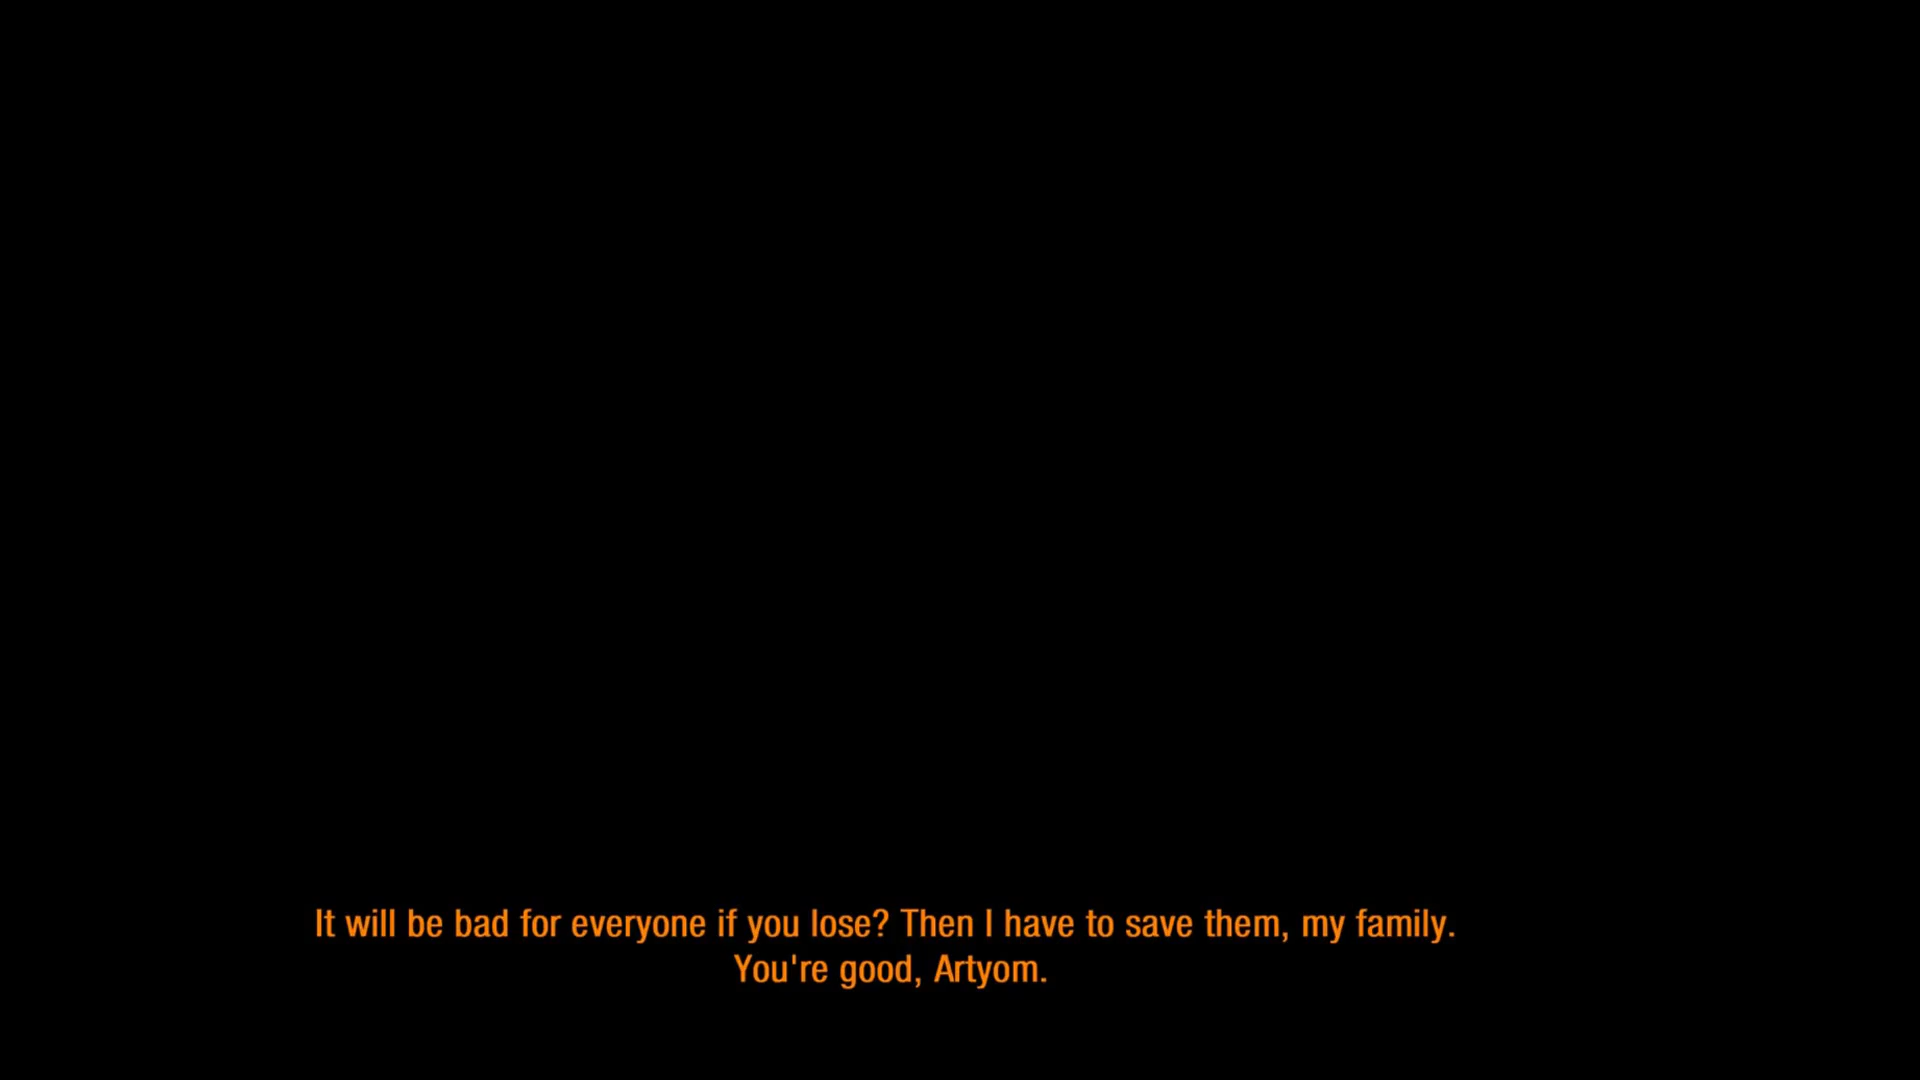 It will be bad for everyone if you lose? Then I have to save them, my family.
You're good, Artyom.